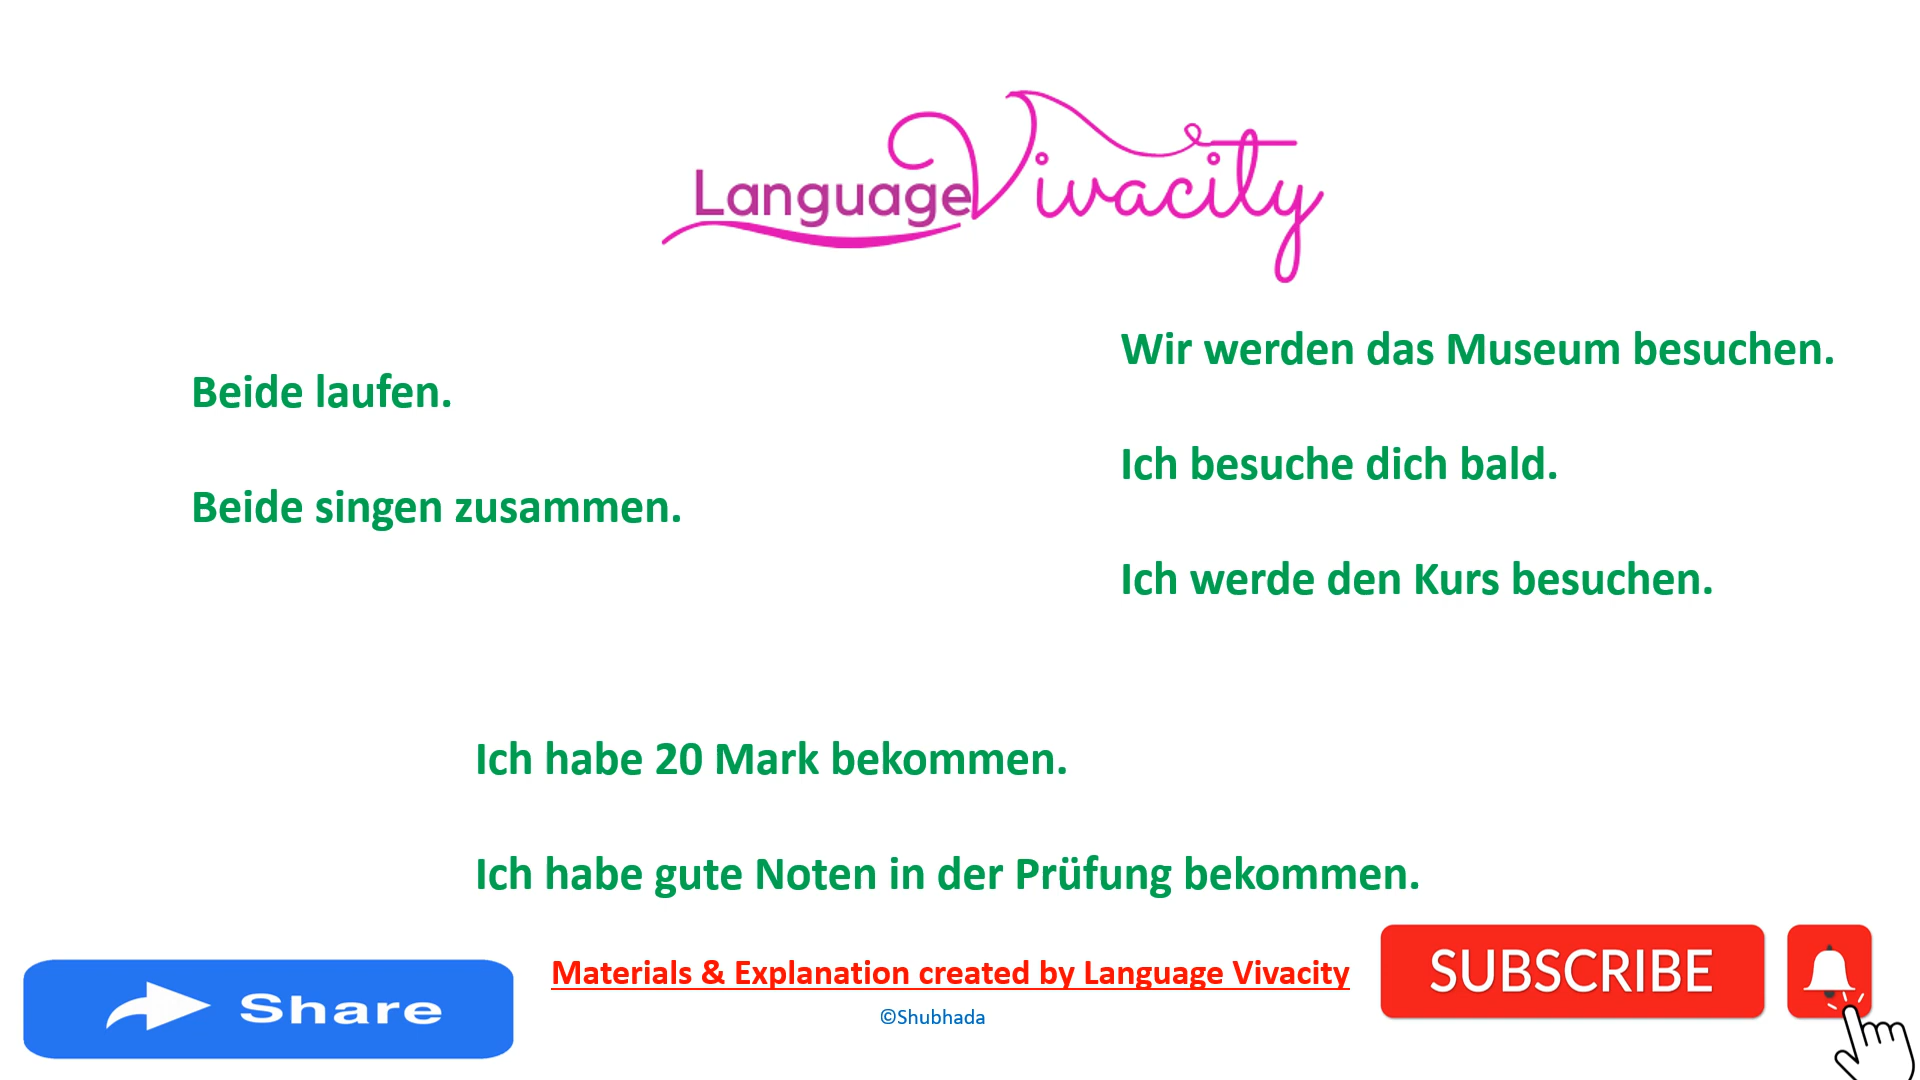 Language Vivacity
Beide laufen.
Beide singen zusammen.
Wir werden das Museum besuchen.
Ich besuche dich bald.
Ich werde den Kurs besuchen.
Ich habe 20 Mark bekommen.
Ich habe gute Noten in der Prüfung bekommen.
Share
Materials & Explanation created by Language Vivacity
©Shubhada
SUBSCRIBE